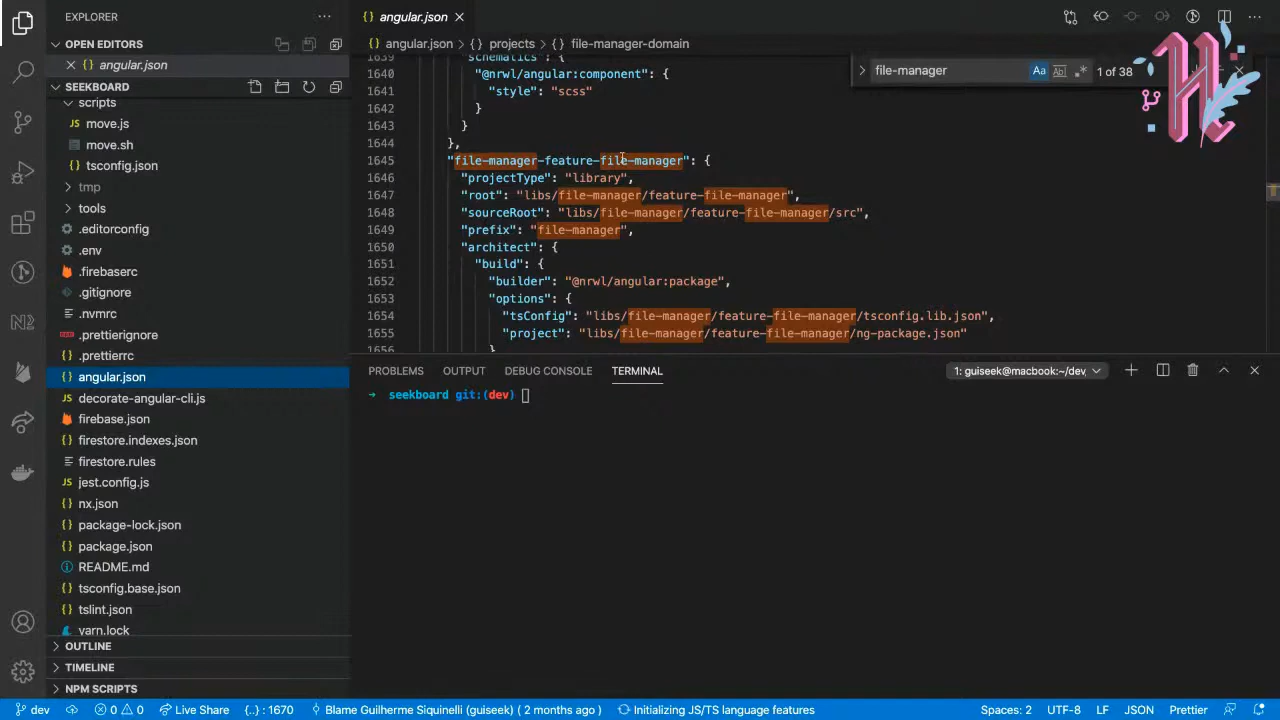 EXPLORER
OPEN EDITORS
angular.json
SEEKBOARD
scripts
move.js
move.sh
tsconfig.json
tmp
tools
.editorconfig
.env
.firebaserc
.gitignore
.nvmrc
.prettierignore
.prettierrc
angular.json
decorate-angular-cli.js
firebase.json
firestore.indexes.json
firestore.rules
jest.config.js
nx.json
package-lock.json
package.json
README.md
tsconfig.base.json
tslint.json
yarn.lock
OUTLINE
TIMELINE
NPM SCRIPTS
angular.json
angular.json > projects > file-manager-domain
file-manager Aa Abl .* 1 of 38
1639 "schematics": {
1640 "@nrwl/angular:component": {
1641 "style": "scss"
1642 }
1643 }
1644 },
1645 "file-manager-feature-file-manager": {
1646 "projectType": "library",
1647 "root": "libs/file-manager/feature-file-manager",
1648 "sourceRoot": "libs/file-manager/feature-file-manager/src",
1649 "prefix": "file-manager",
1650 "architect": {
1651 "build": {
1652 "builder": "@nrwl/angular:package",
1653 "options": {
1654 "tsConfig": "libs/file-manager/feature-file-manager/tsconfig.lib.json",
1655 "project": "libs/file-manager/feature-file-manager/ng-package.json"
1656 }
PROBLEMS OUTPUT DEBUG CONSOLE TERMINAL 1: guiseek@macbook:~/dev,
→ seekboard git:(dev)
dev 0 0 Live Share {..} : 1670 Blame Guilherme Siquinelli (guiseek) ( 2 months ago ) Initializing JS/TS language features Spaces: 2 UTF-8 LF JSON Prettier